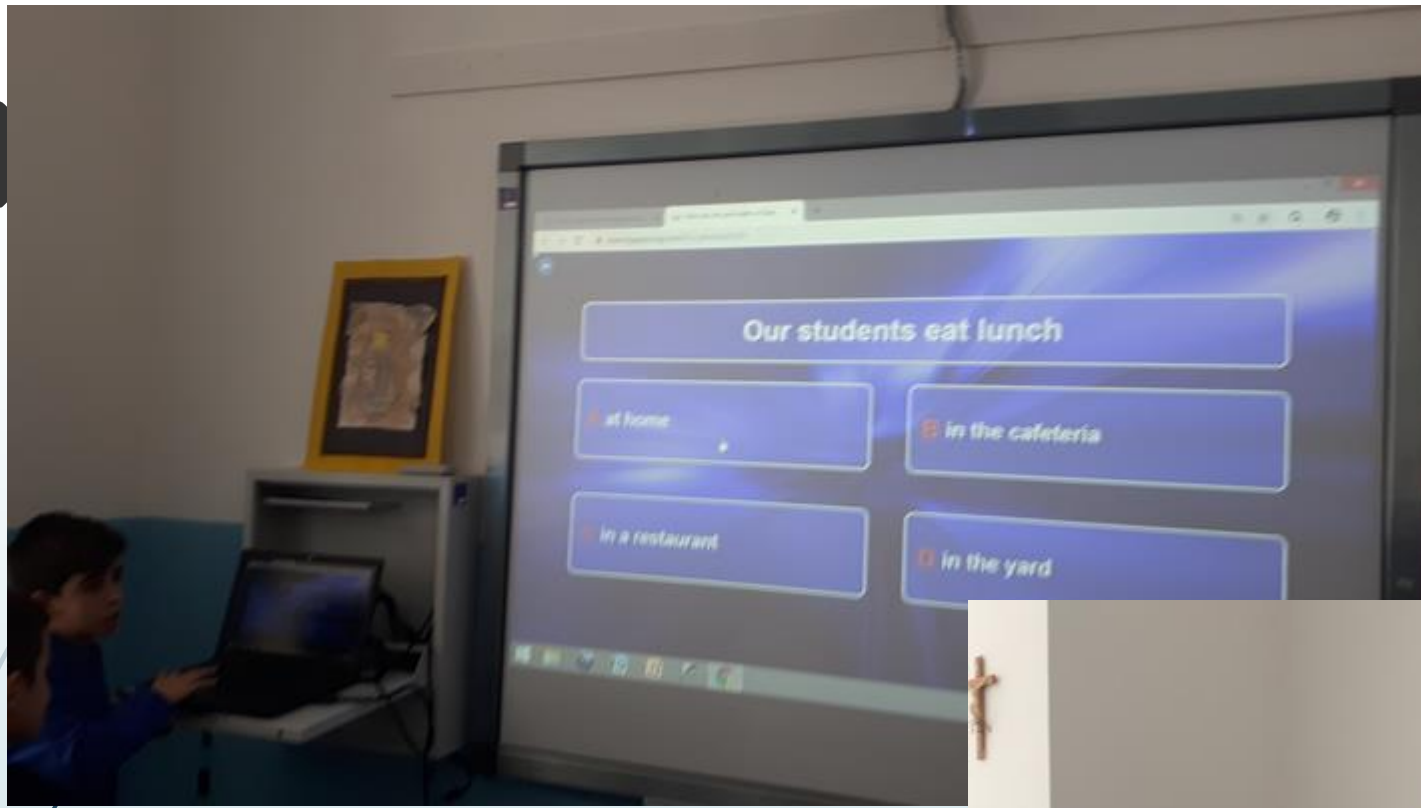 Our students eat lunch
A at home
B in the cafeteria
in a restaurant
D in the yard